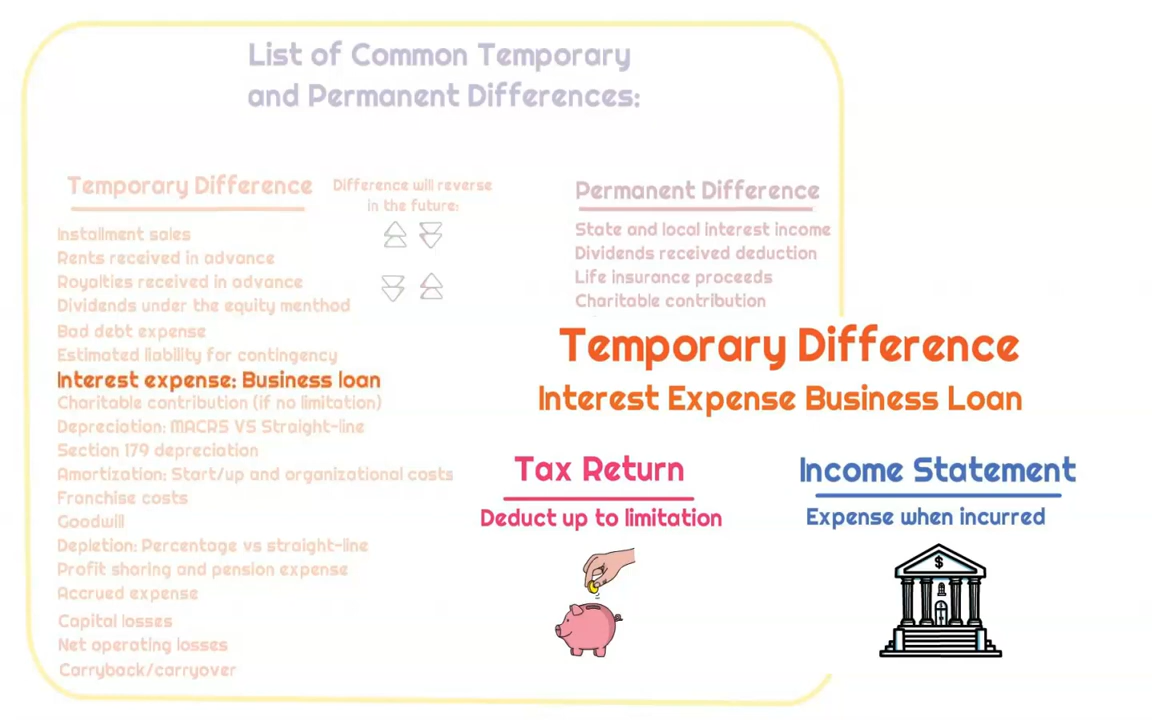 List of Common Temporary
and Permanent Differences:
Temporary Difference
Difference will reverse
in the future:
Installment sales
Rents received in advance
Royalties received in advance
Dividends under the equity menthod
Bad debt expense
Estimated liability for contingency
Interest expense: Business loan
Charitable contribution (if no limitation)
Depreciation: MACRS VS Straight-line
Section 179 depreciation
Amortization: Start/up and organizational costs
Franchise costs
Goodwill
Depletion: Percentage vs straight-line
Profit sharing and pension expense
Accrued expense
Capital losses
Net operating losses
Carryback/carryover
Permanent Difference
State and local interest income
Dividends received deduction
Life insurance proceeds
Charitable contribution
Temporary Difference
Interest Expense Business Loan
Tax Return
Deduct up to limitation
Income Statement
Expense when incurred
$